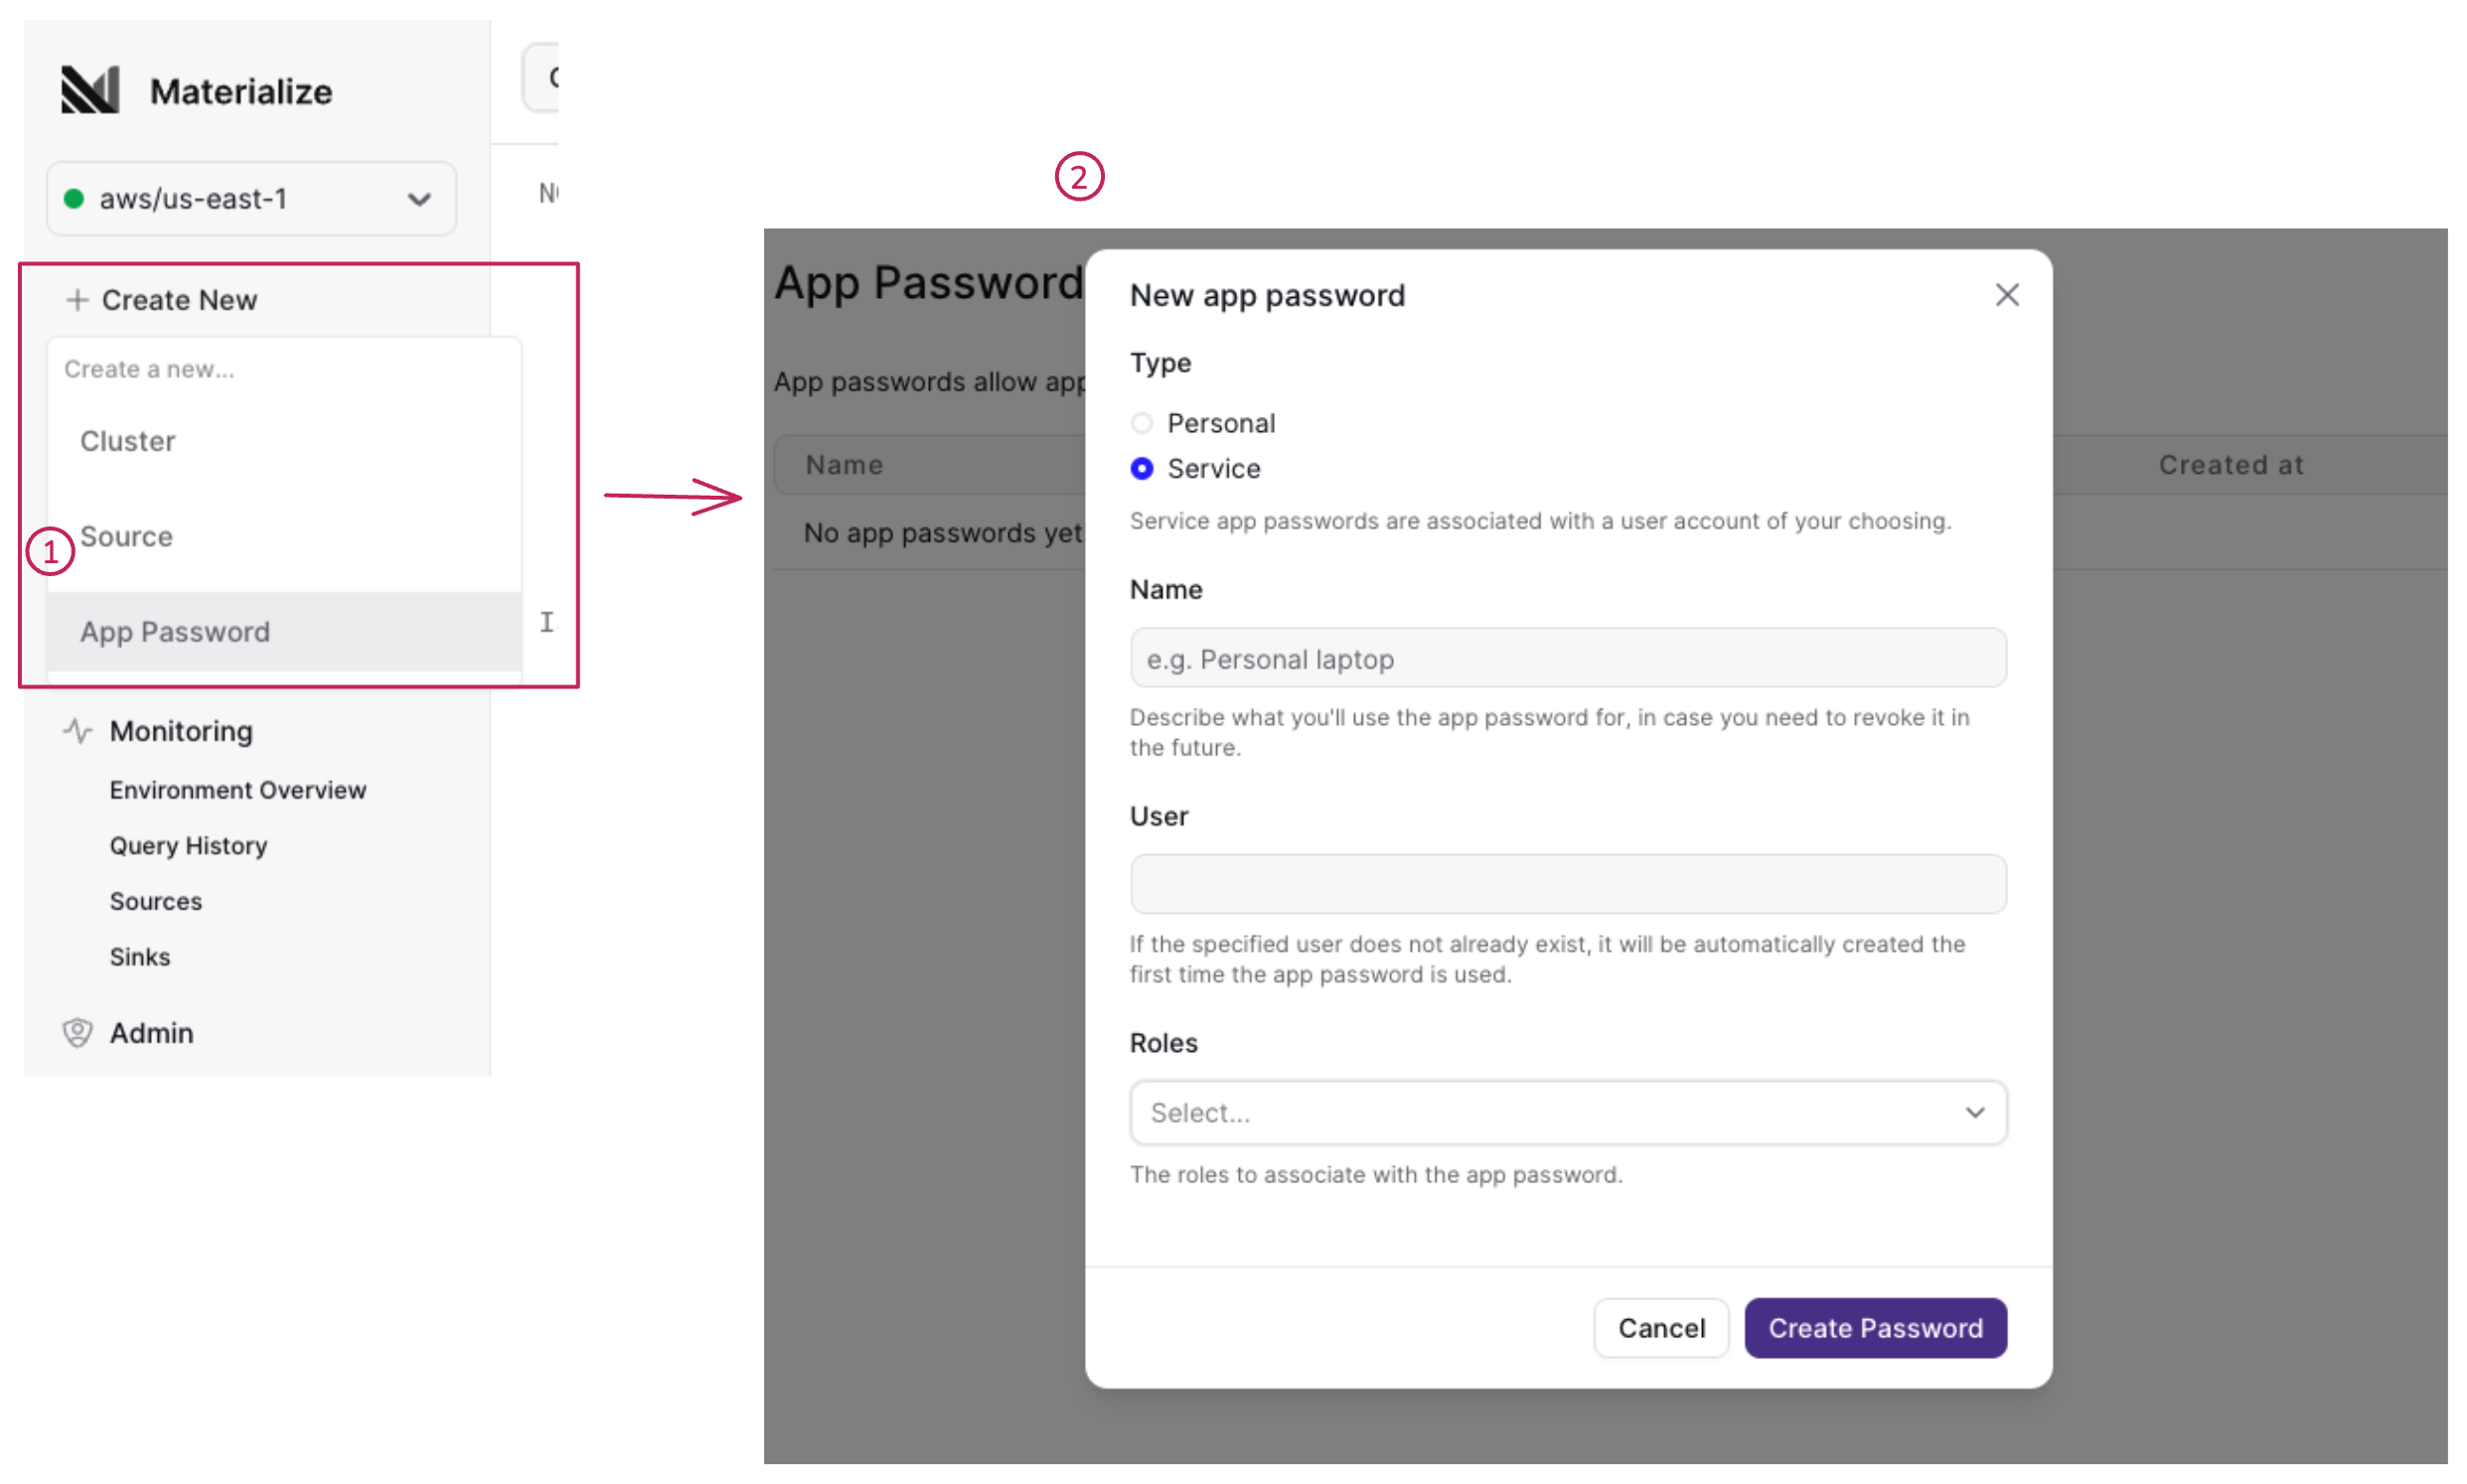 Materialize
aws/us-east-1
Create New
Create a new...
Cluster
Source
1
App Password
Monitoring
Environment Overview
Query History
Sources
Sinks
Admin
2
App Password
App passwords allow app
Name
Created at
No app passwords yet
New app password
Type
Personal
Service
Service app passwords are associated with a user account of your choosing.
Name
e.g. Personal laptop
Describe what you'll use the app password for, in case you need to revoke it in
the future.
User
If the specified user does not already exist, it will be automatically created the
first time the app password is used.
Roles
Select...
The roles to associate with the app password.
Cancel
Create Password